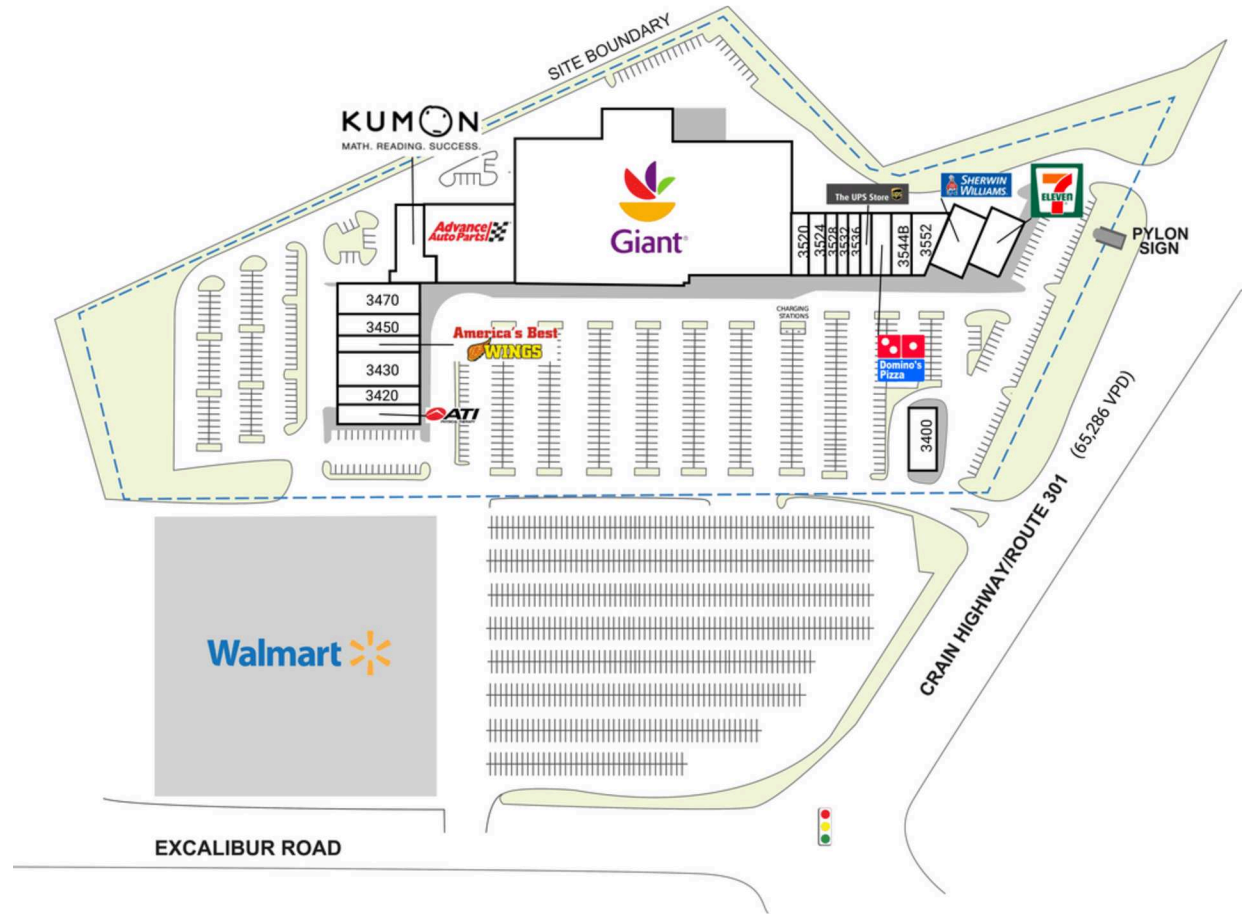 SITE BOUNDARY
KUMON
MATH. READING. SUCCESS.
Advance
Auto Parts
Giant
The UPS Store
ups
SHERWIN
WILLIAMS.
7
ELEVEN
PYLON
SIGN
3520
3524
3528
3532
3536
3544B
3552
3470
3450
America's Best
WINGS
3430
3420
ATI
CHARGING
STATIONS
Domino's
Pizza
3400
CRAIN HIGHWAY/ROUTE 301 (65,286 VPD)
Walmart
EXCALIBUR ROAD